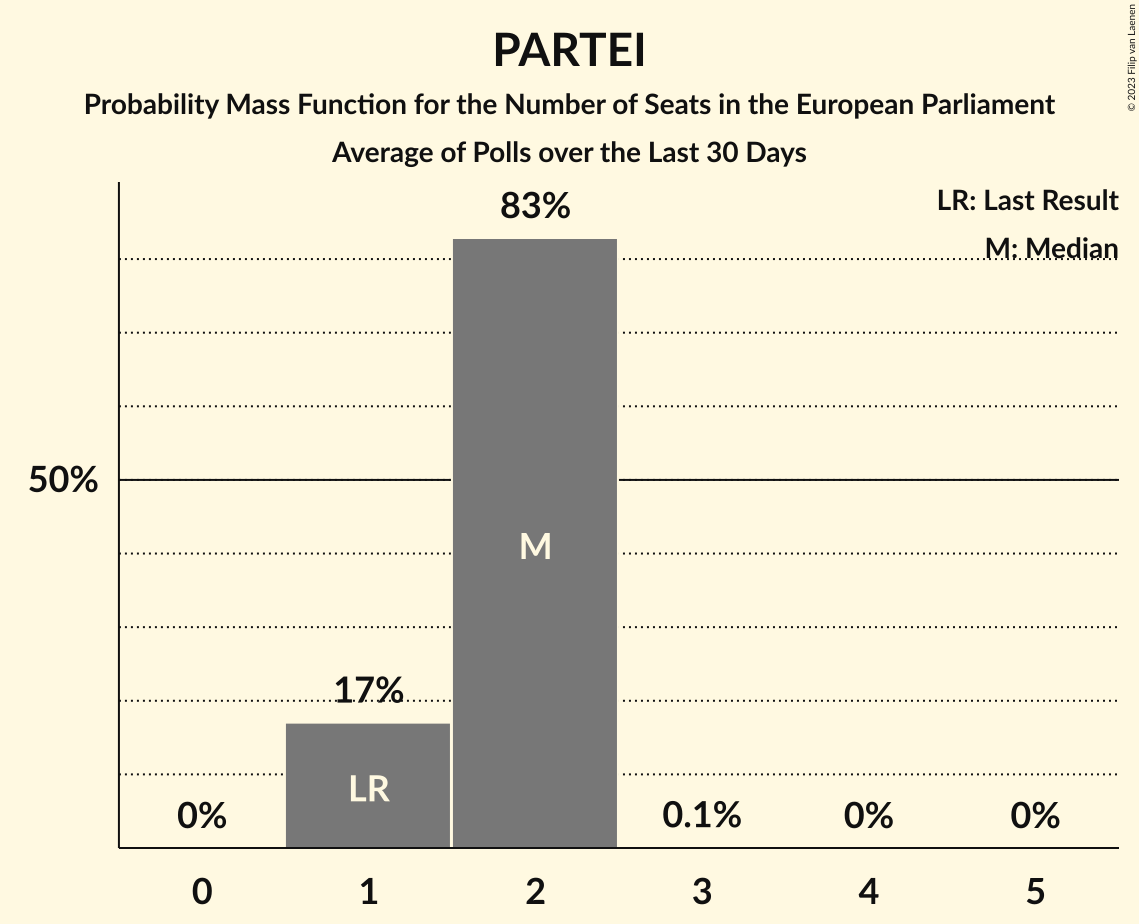 PARTEI
Probability Mass Function for the Number of Seats in the European Parliament
Average of Polls over the Last 30 Days
© 2023 Filip van Laenen
LR: Last Result
M: Median
83%
50%
M
17%
LR
0%
0.1%
0%
0%
0 1 2 3 4 5